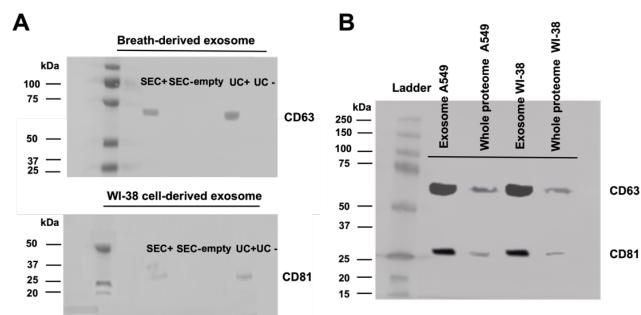 A
Breath-derived exosome
kDa
SEC+ SEC-empty UC+ UC -
100
75
CD63
50
37
25
WI-38 cell-derived exosome
kDa
SEC+ SEC-empty UC+UC -
50
37
CD81
25
20
B
Ladder
Exosome A549
Whole proteome A549
Exosome WI-38
Whole proteome WI-38
kDa
250
150
100
75
CD63
50
37
CD81
25
20
15